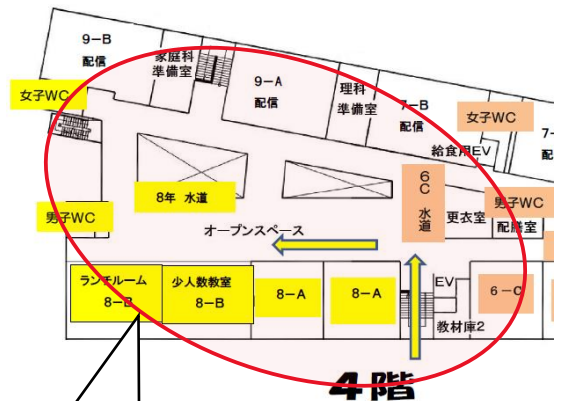 9-B
配信
家庭科
準備室
9-A
配信
理科
準備室
7-B
配信
女子WC
女子WC
給食用EV
7-
配
男子WC
8年 水道
6C 水道
オープンスペース
更衣室
男子WC
配膳室
ランチルーム
8-B
少人数教室
8-B
8-A
8-A
EV
教材庫2
6-C
4階